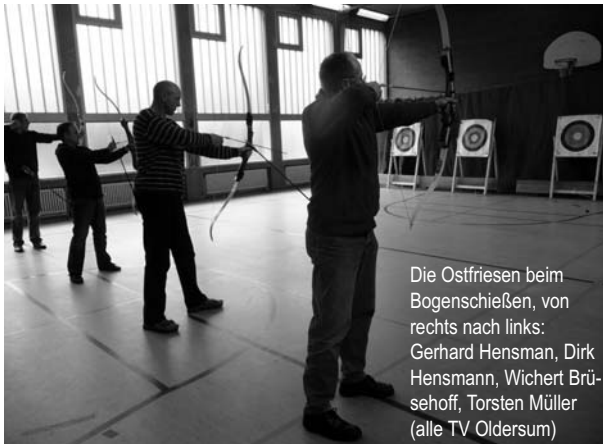 Die Ostfriesen beim
Bogenschießen, von
rechts nach links:
Gerhard Hensman, Dirk
Hensmann, Wichert Brü-
sehoff, Torsten Müller
(alle TV Oldersum)